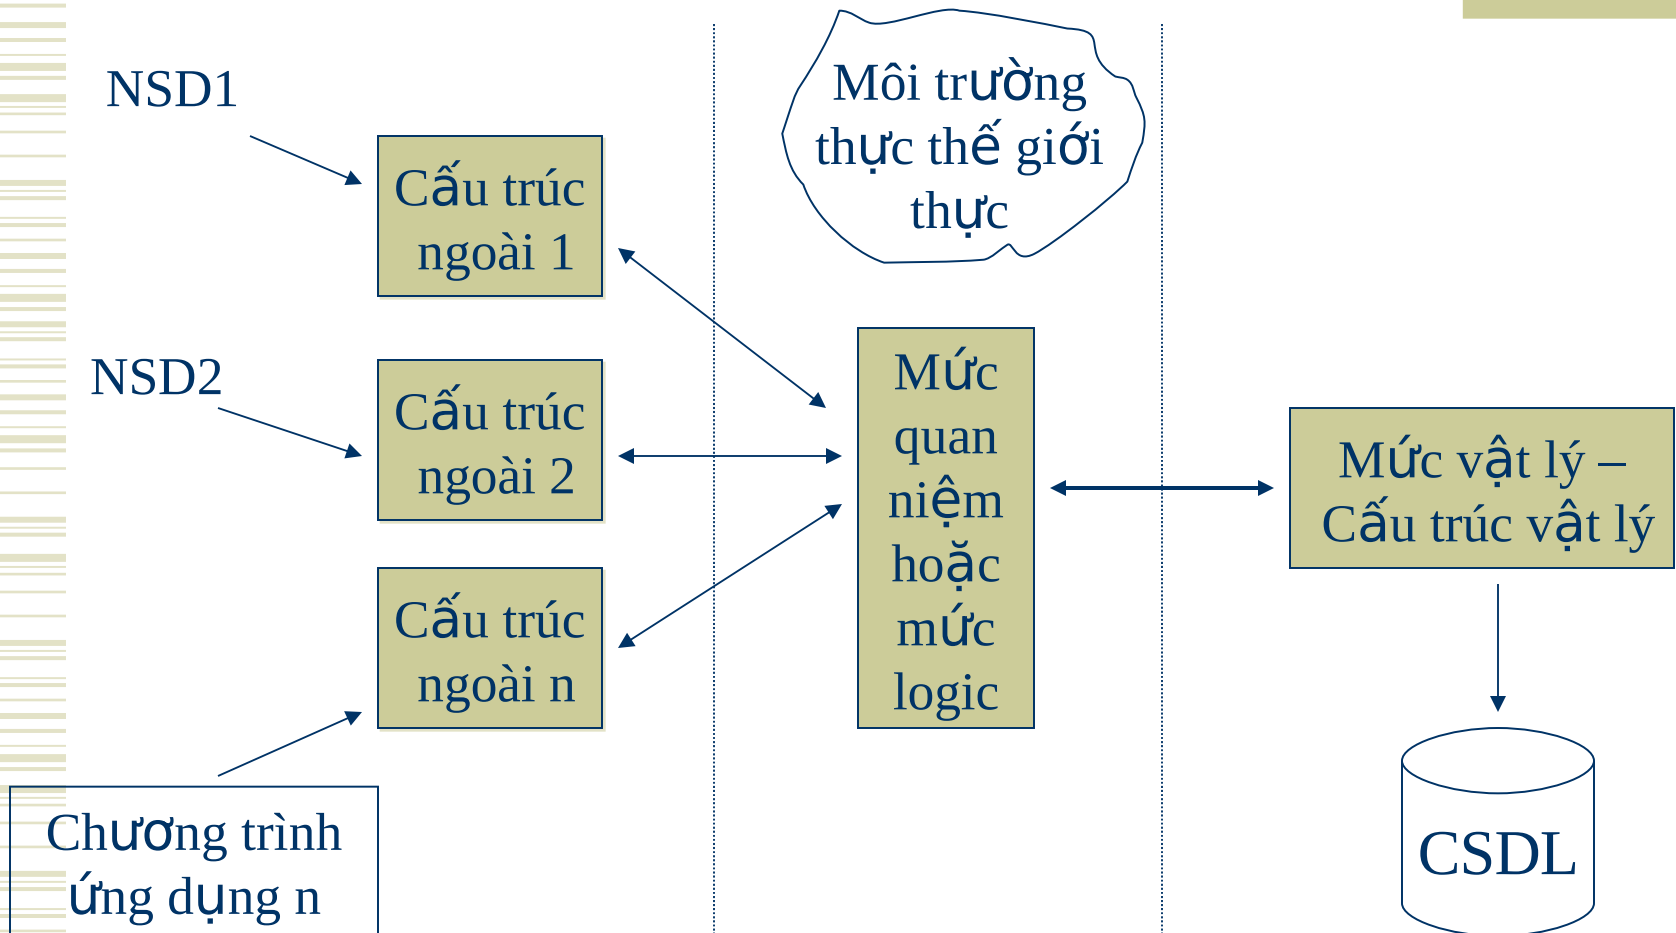 NSD1
Cấu trúc
ngoài 1
Môi trường
thực thế giới
thực
NSD2
Cấu trúc
ngoài 2
Cấu trúc
ngoài n
Mức
quan
niệm
hoặc
mức
logic
Mức vật lý –
Cấu trúc vật lý
Chương trình
ứng dụng n
CSDL